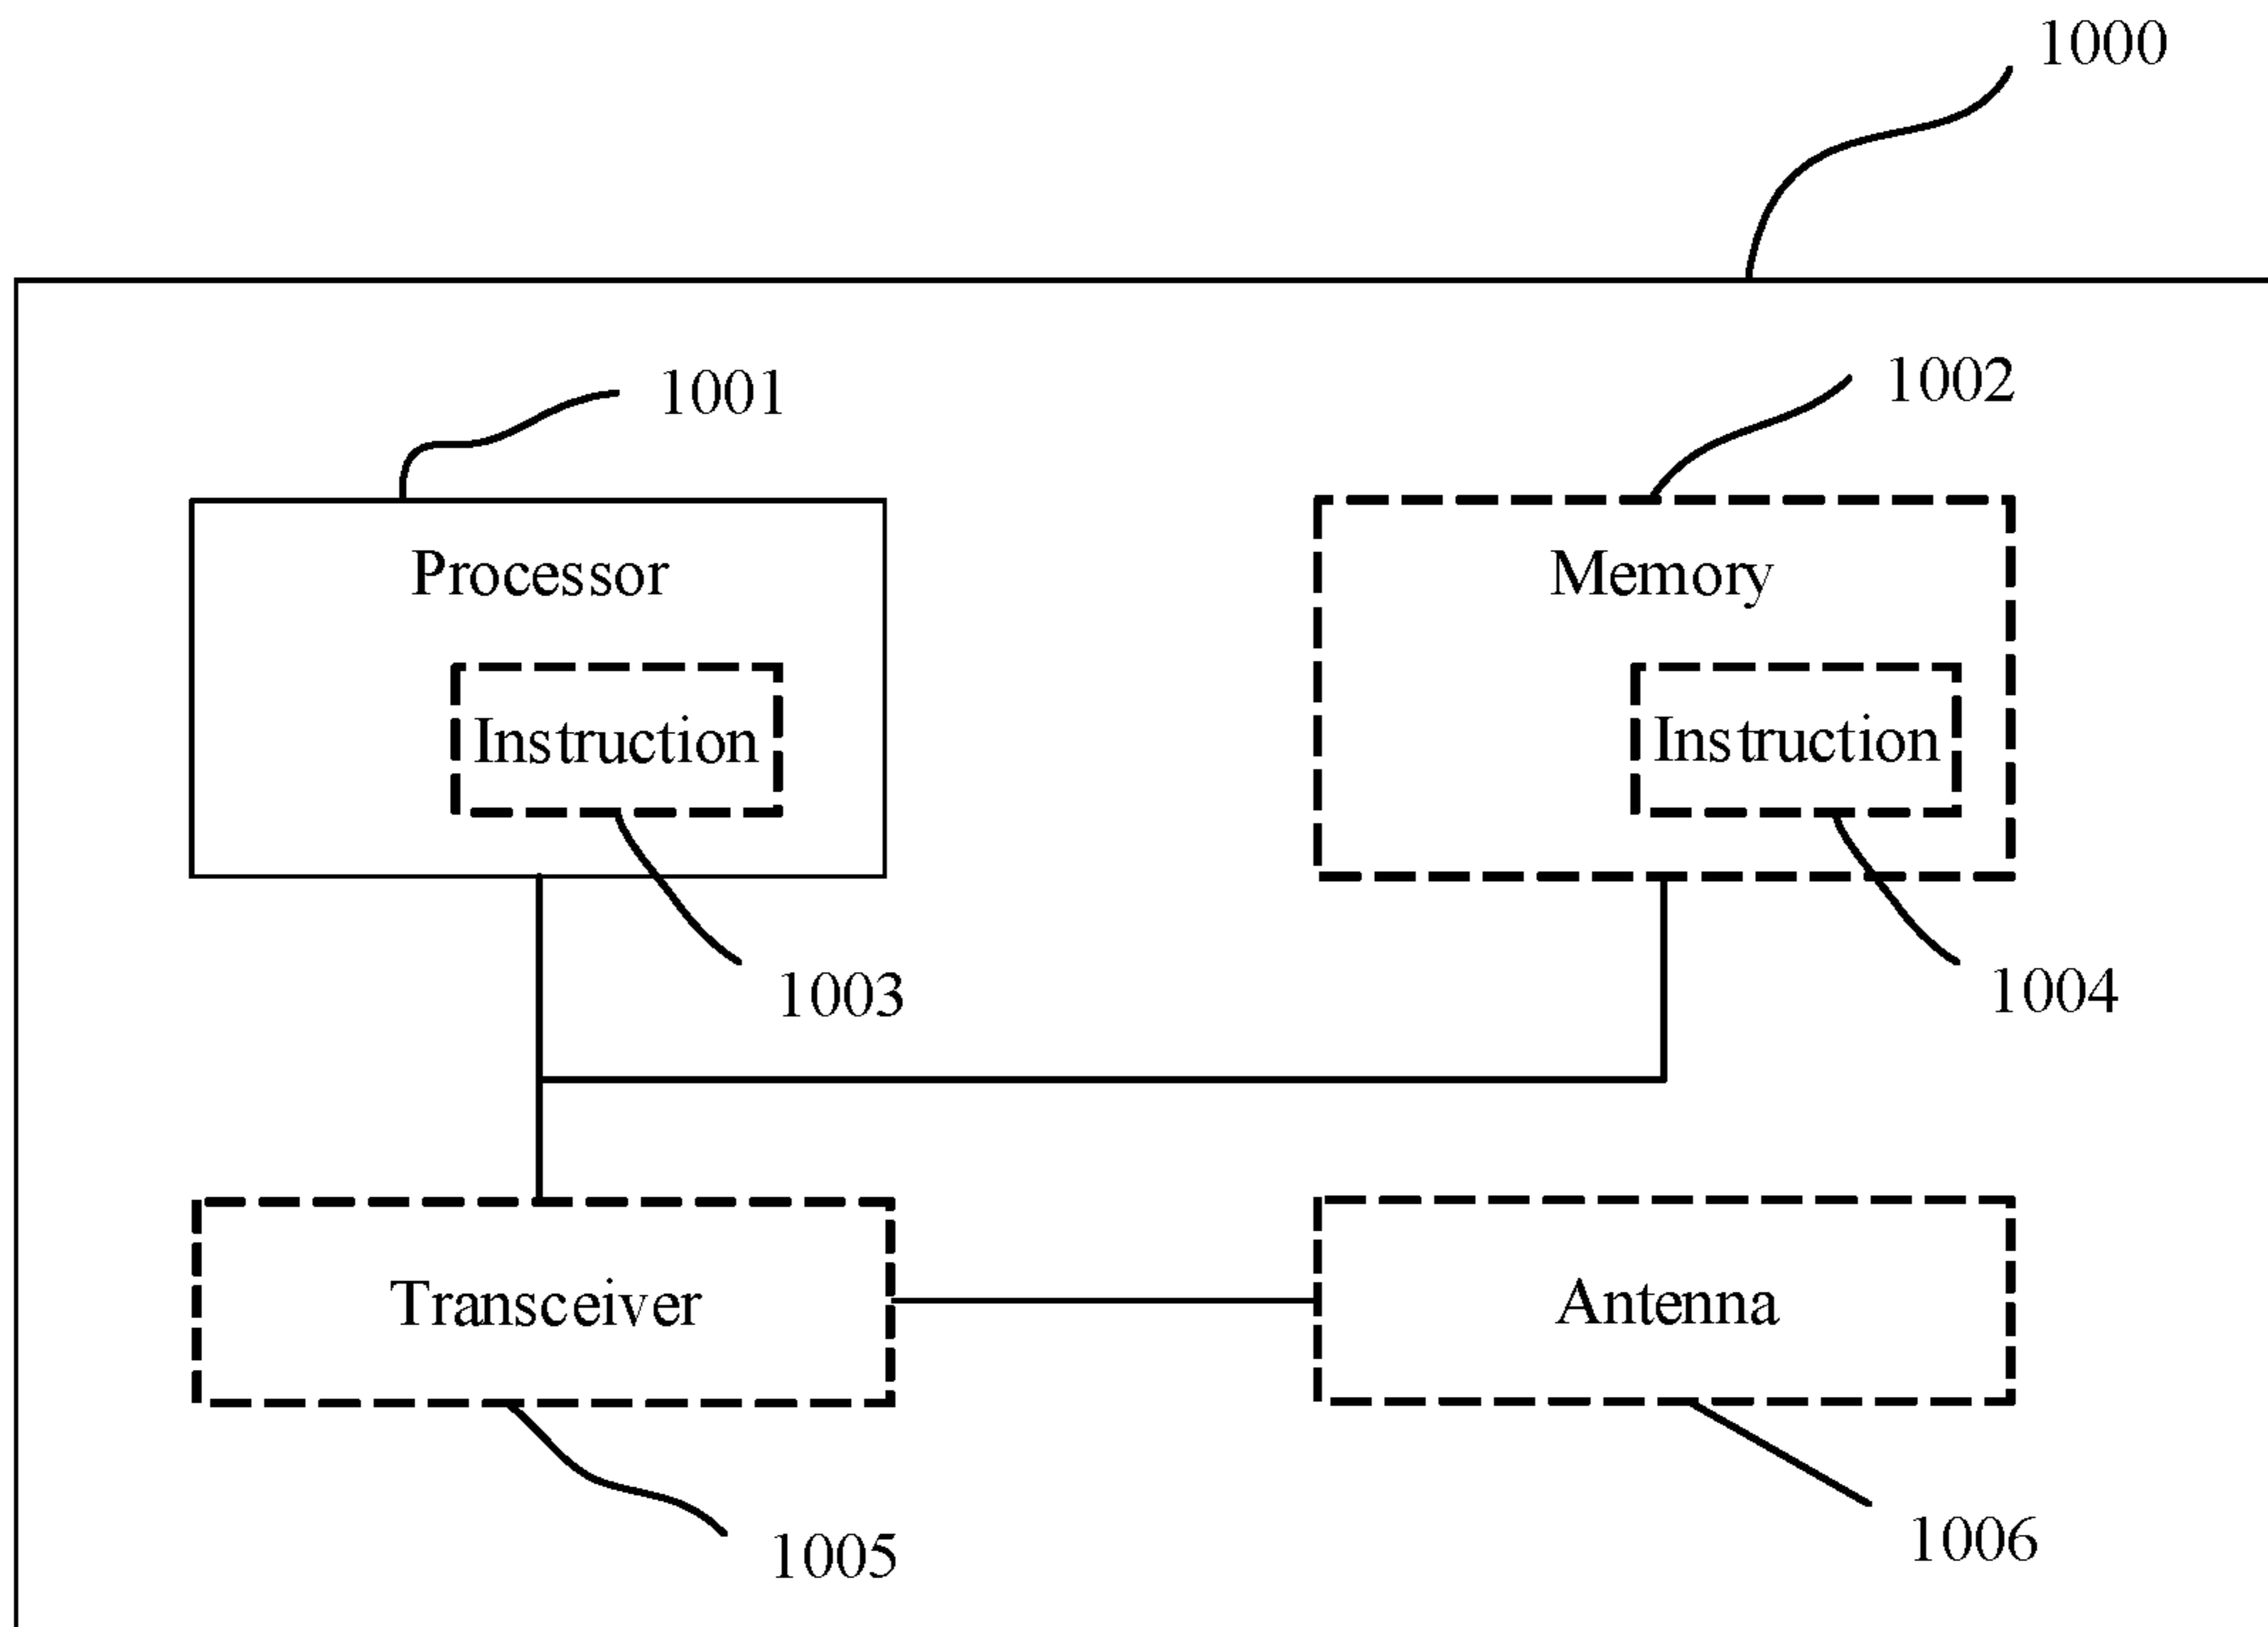 1000
1001
1002
Processor
Memory
Instruction
Instruction
1003
1004
Transceiver
Antenna
1005
1006